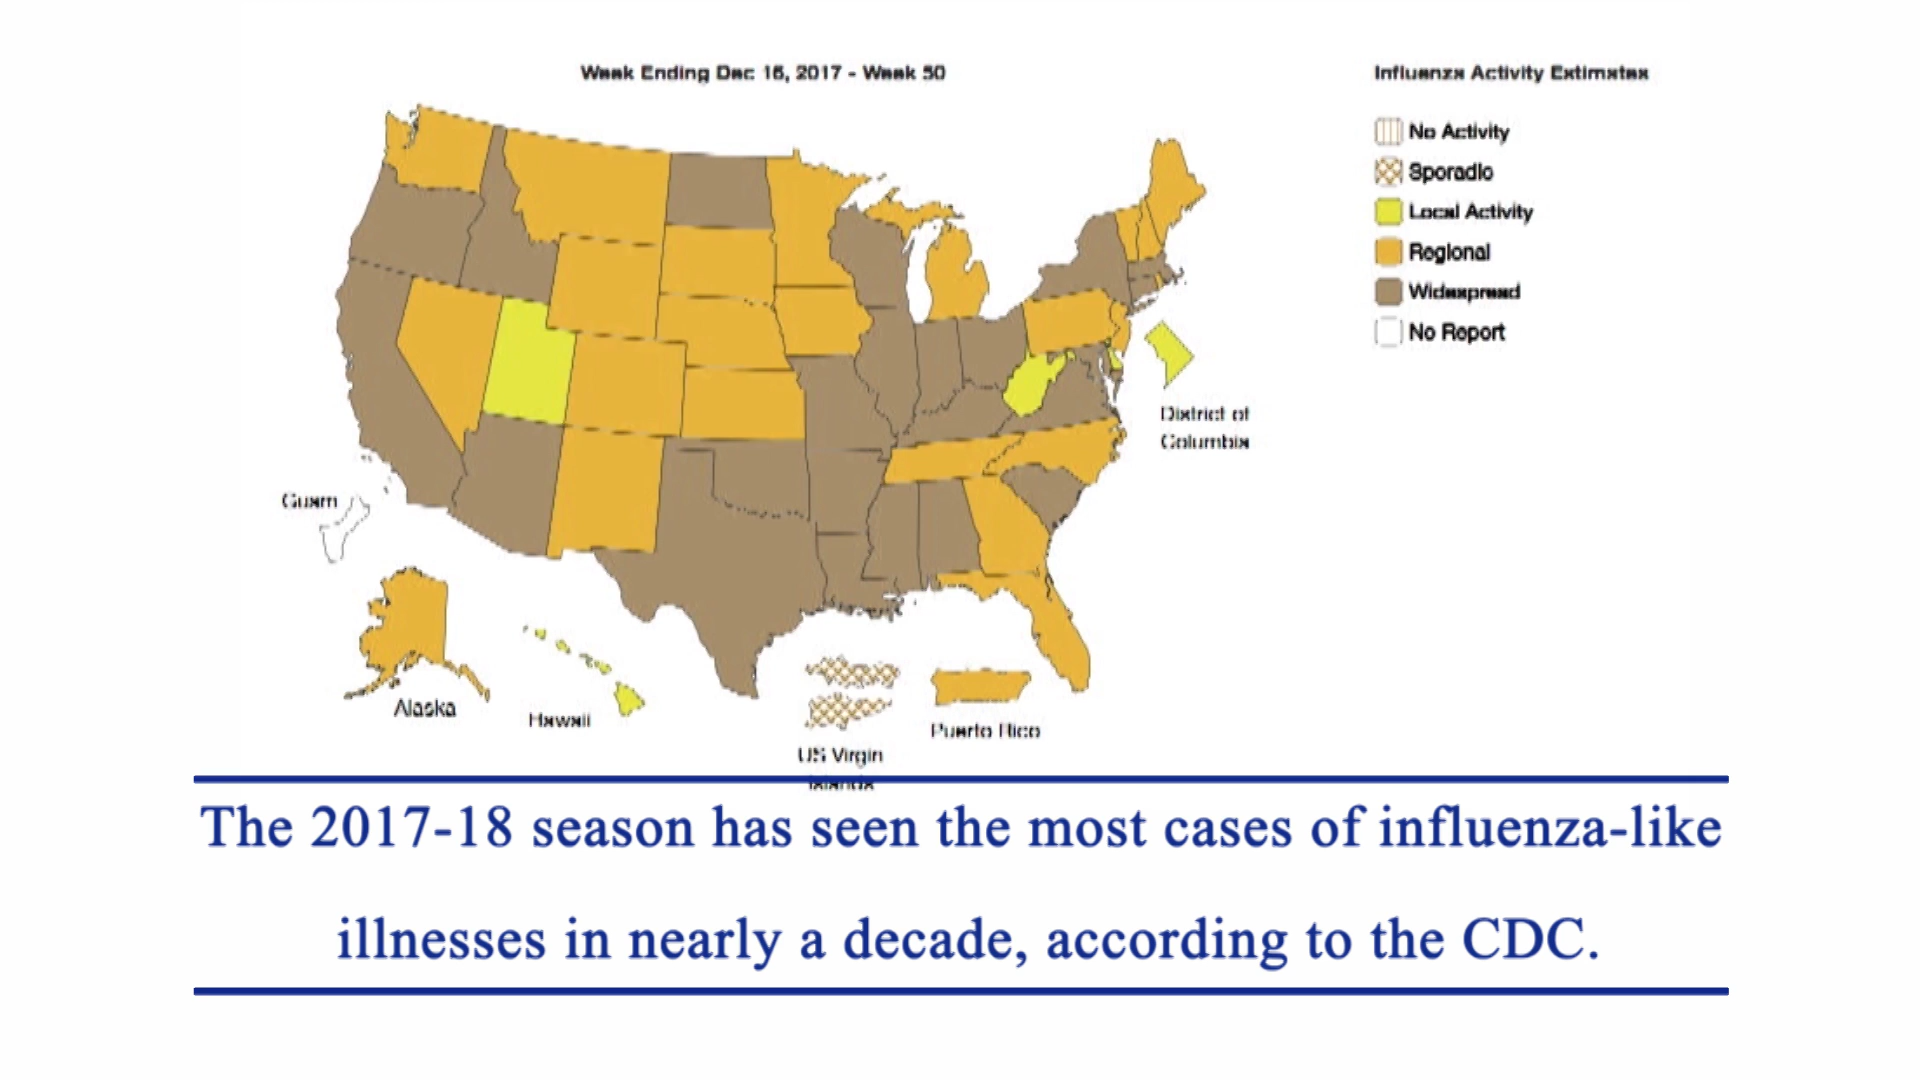 Week Ending Dec 16, 2017 - Week 50
Influenza Activity Estimates
No Activity
Sporadic
Local Activity
Regional
Widespread
No Report
District of
Columbia
Guam
Alaska
Hawaii
Puerto Rico
US Virgin
Islands
The 2017-18 season has seen the most cases of influenza-like
illnesses in nearly a decade, according to the CDC.